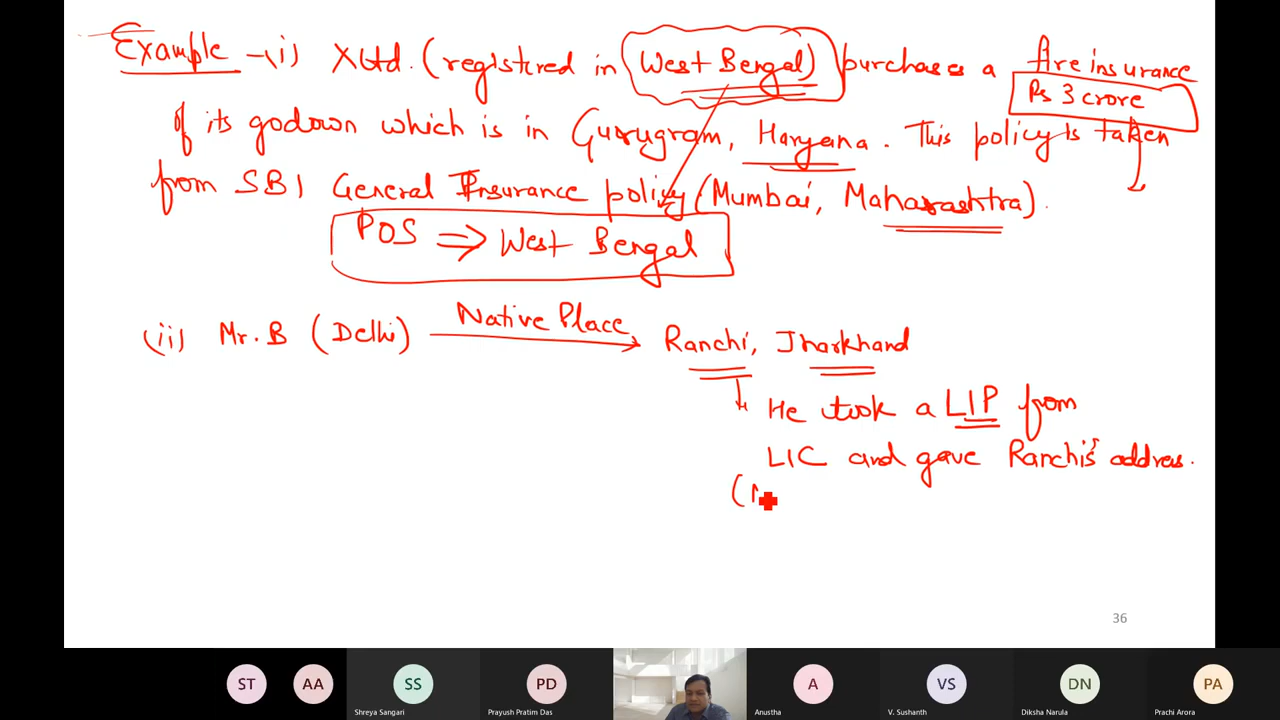 Example -(i) X Ltd. (registered in West Bengal) purchases a fire insurance
Rs 3 crore
of its godown which is in Gurugram, Haryana. This policy is taken
from SBI General Insurance policy (Mumbai, Maharashtra).
POS ⇒ West Bengal
(ii) Mr. B (Delhi) Native Place → Ranchi, Jharkhand
He took a LIP from
LIC and gave Ranchi's address.
(
36
ST AA SS PD A VS DN PA
Shreya Sangari Prayush Pratim Das Anustha V. Sushanth Diksha Narula Prachi Arora